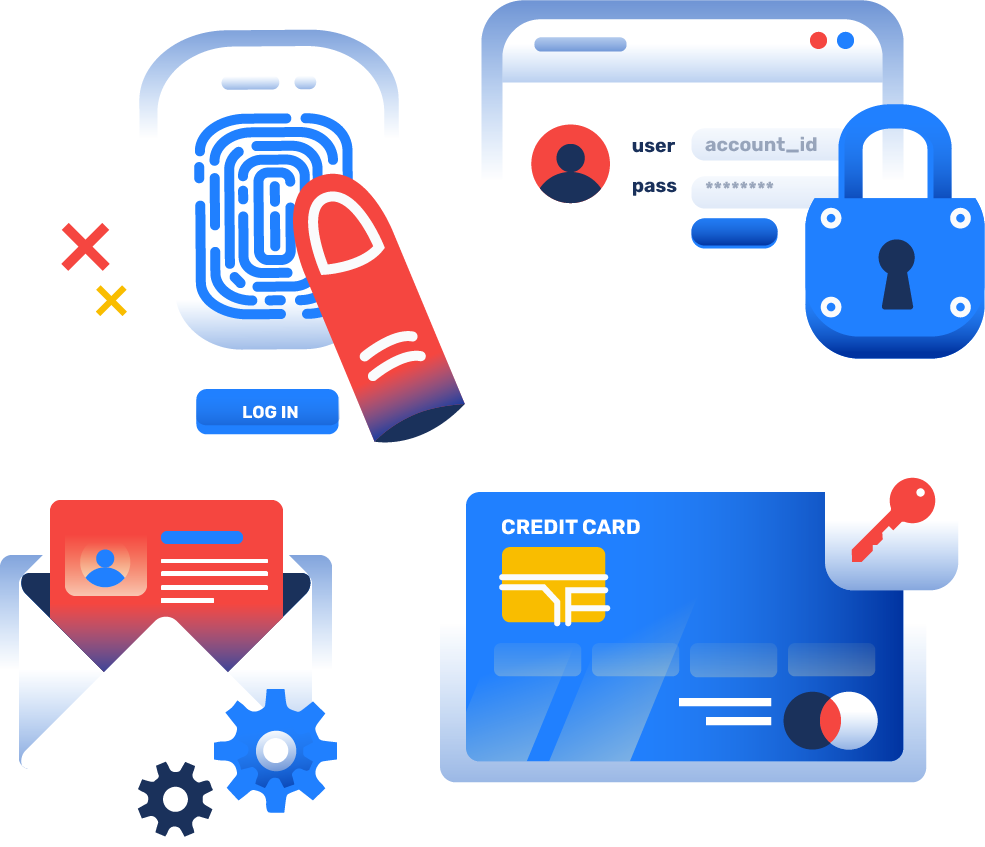 user account_id
pass ********
LOG IN
CREDIT CARD